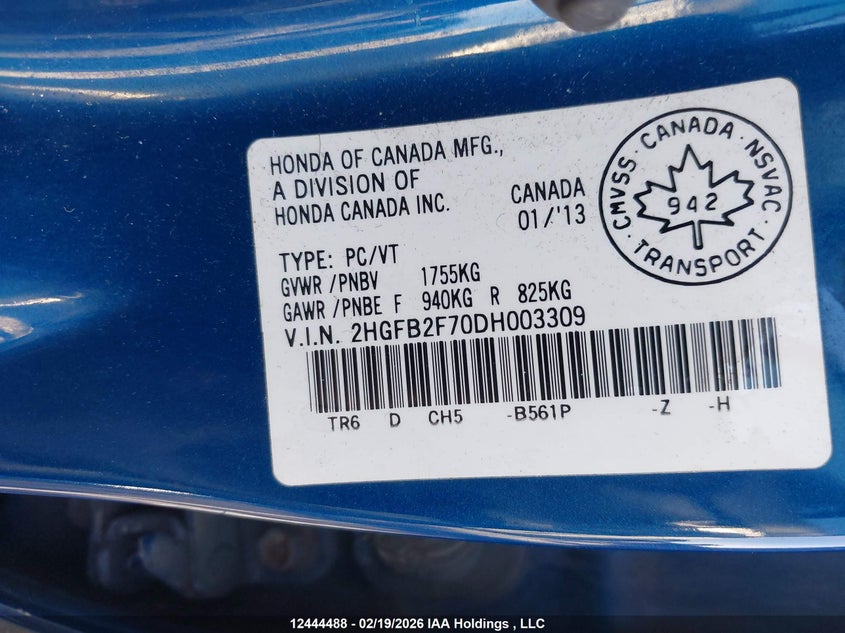 HONDA OF CANADA MFG.,
A DIVISION OF
HONDA CANADA INC.
CANADA
01/'13
CMVSS · CANADA · NSVAC
942
· TRANSPORT ·
TYPE: PC/VT
GVWR /PNBV 1755KG
GAWR /PNBE F 940KG R 825KG
V.I.N. 2HGFB2F70DH003309
TR6 D CH5 -B561P -Z -H
12444488 - 02/19/2026 IAA Holdings , LLC